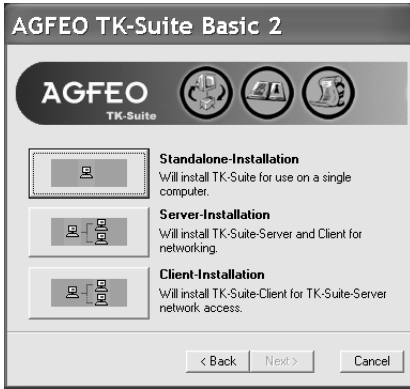 AGFEO TK-Suite Basic 2
AGFEO
TK-Suite
Standalone-Installation
Will install TK-Suite for use on a single
computer.
Server-Installation
Will install TK-Suite-Server and Client for
networking.
Client-Installation
Will install TK-Suite-Client for TK-Suite-Server
network access.
< Back Next > Cancel